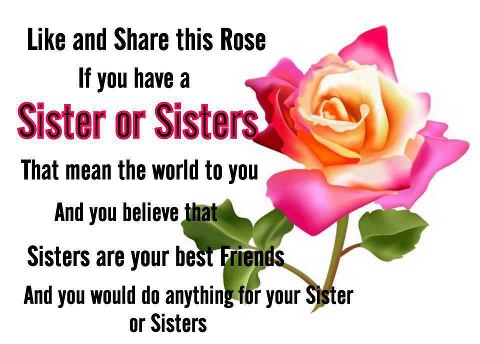 Like and Share this Rose
If you have a
Sister or Sisters
That mean the world to you
And you believe that
Sisters are your best Friends
And you would do anything for your Sister
or Sisters